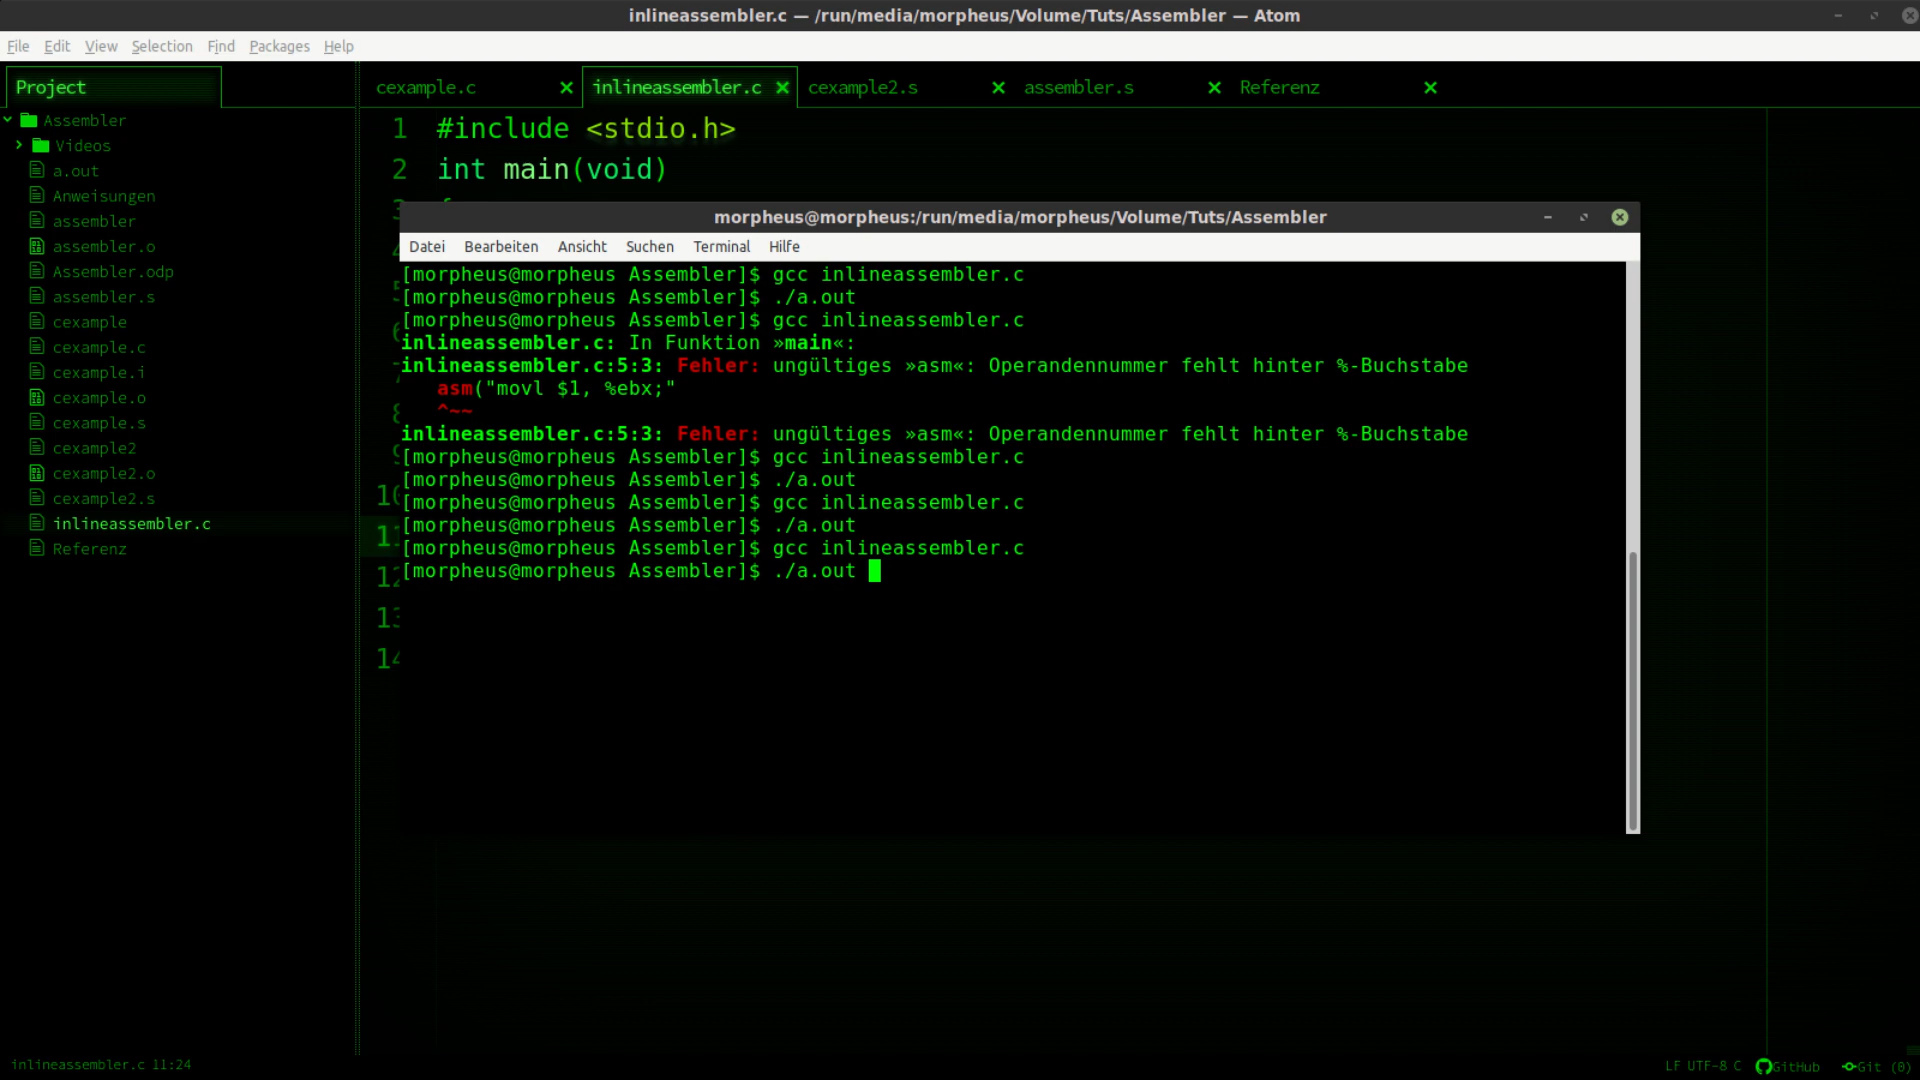 inlineassembler.c — /run/media/morpheus/Volume/Tuts/Assembler — Atom
File Edit View Selection Find Packages Help
Project
cexample.c
inlineassembler.c
cexample2.s
assembler.s
Referenz
Assembler
Videos
a.out
Anweisungen
assembler
assembler.o
Assembler.odp
assembler.s
cexample
cexample.c
cexample.i
cexample.o
cexample.s
cexample2
cexample2.o
cexample2.s
inlineassembler.c
Referenz
1 #include <stdio.h>
2 int main(void)
3
morpheus@morpheus:/run/media/morpheus/Volume/Tuts/Assembler
Datei Bearbeiten Ansicht Suchen Terminal Hilfe
[morpheus@morpheus Assembler]$ gcc inlineassembler.c
[morpheus@morpheus Assembler]$ ./a.out
[morpheus@morpheus Assembler]$ gcc inlineassembler.c
inlineassembler.c: In Funktion »main«:
inlineassembler.c:5:3: Fehler: ungültiges »asm«: Operandennummer fehlt hinter %-Buchstabe
asm("movl $1, %ebx;"
^~~
inlineassembler.c:5:3: Fehler: ungültiges »asm«: Operandennummer fehlt hinter %-Buchstabe
[morpheus@morpheus Assembler]$ gcc inlineassembler.c
[morpheus@morpheus Assembler]$ ./a.out
[morpheus@morpheus Assembler]$ gcc inlineassembler.c
[morpheus@morpheus Assembler]$ ./a.out
[morpheus@morpheus Assembler]$ gcc inlineassembler.c
[morpheus@morpheus Assembler]$ ./a.out
10
11
12
13
14
inlineassembler.c 11:24
LF UTF-8 C GitHub Git (0)